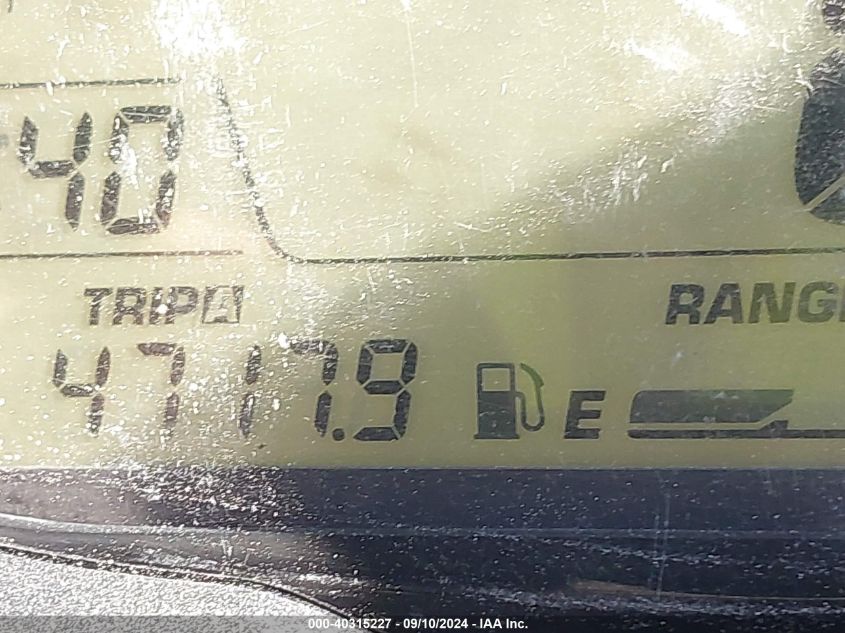 40
TRIP A
RANG
4717.9
E
000-40315227 - 09/10/2024 - IAA Inc.